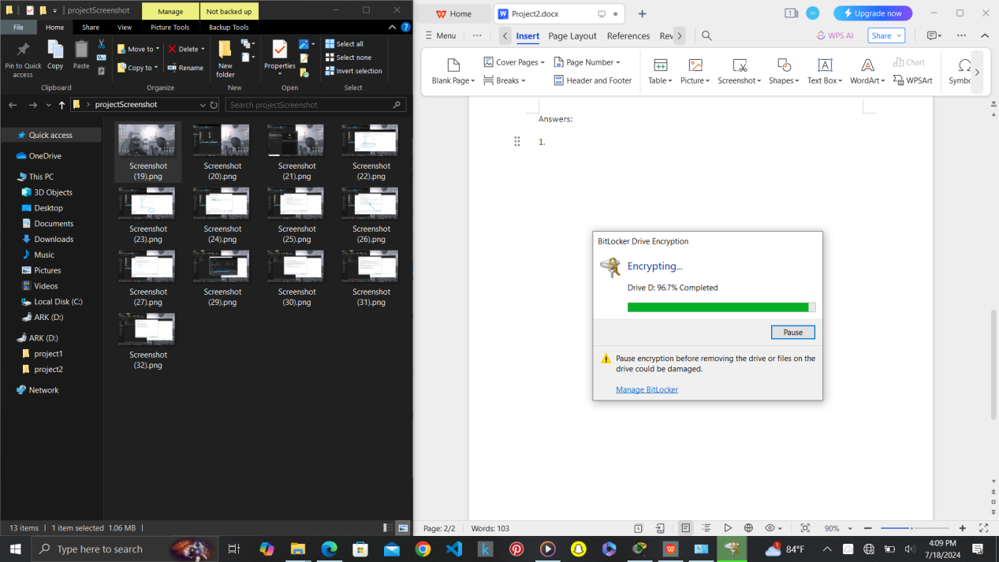 projectScreenshot
Manage
Not backed up
File
Home
Share
View
Picture Tools
Backup Tools
Pin to Quick access
Copy
Paste
Move to
Copy to
Delete
Rename
New folder
Properties
Select all
Select none
Invert selection
Clipboard
Organize
New
Open
Select
projectScreenshot
Search projectScreenshot
Quick access
OneDrive
This PC
3D Objects
Desktop
Documents
Downloads
Music
Pictures
Videos
Local Disk (C:)
ARK (D:)
ARK (D:)
project1
project2
Network
Screenshot (19).png
Screenshot (20).png
Screenshot (21).png
Screenshot (22).png
Screenshot (23).png
Screenshot (24).png
Screenshot (25).png
Screenshot (26).png
Screenshot (27).png
Screenshot (29).png
Screenshot (30).png
Screenshot (31).png
Screenshot (32).png
13 items
1 item selected 1.06 MB
Home
Project2.docx
Upgrade now
Menu
Insert
Page Layout
References
Rev
WPS AI
Share
Blank Page
Cover Pages
Breaks
Page Number
Header and Footer
Table
Picture
Screenshot
Shapes
Text Box
WordArt
Chart
WPSArt
Symbo
Answers:
1.
BitLocker Drive Encryption
Encrypting...
Drive D: 96.7% Completed
Pause
Pause encryption before removing the drive or files on the
drive could be damaged.
Manage BitLocker
Page: 2/2
Words: 103
90%
Type here to search
84°F
4:09 PM
7/18/2024